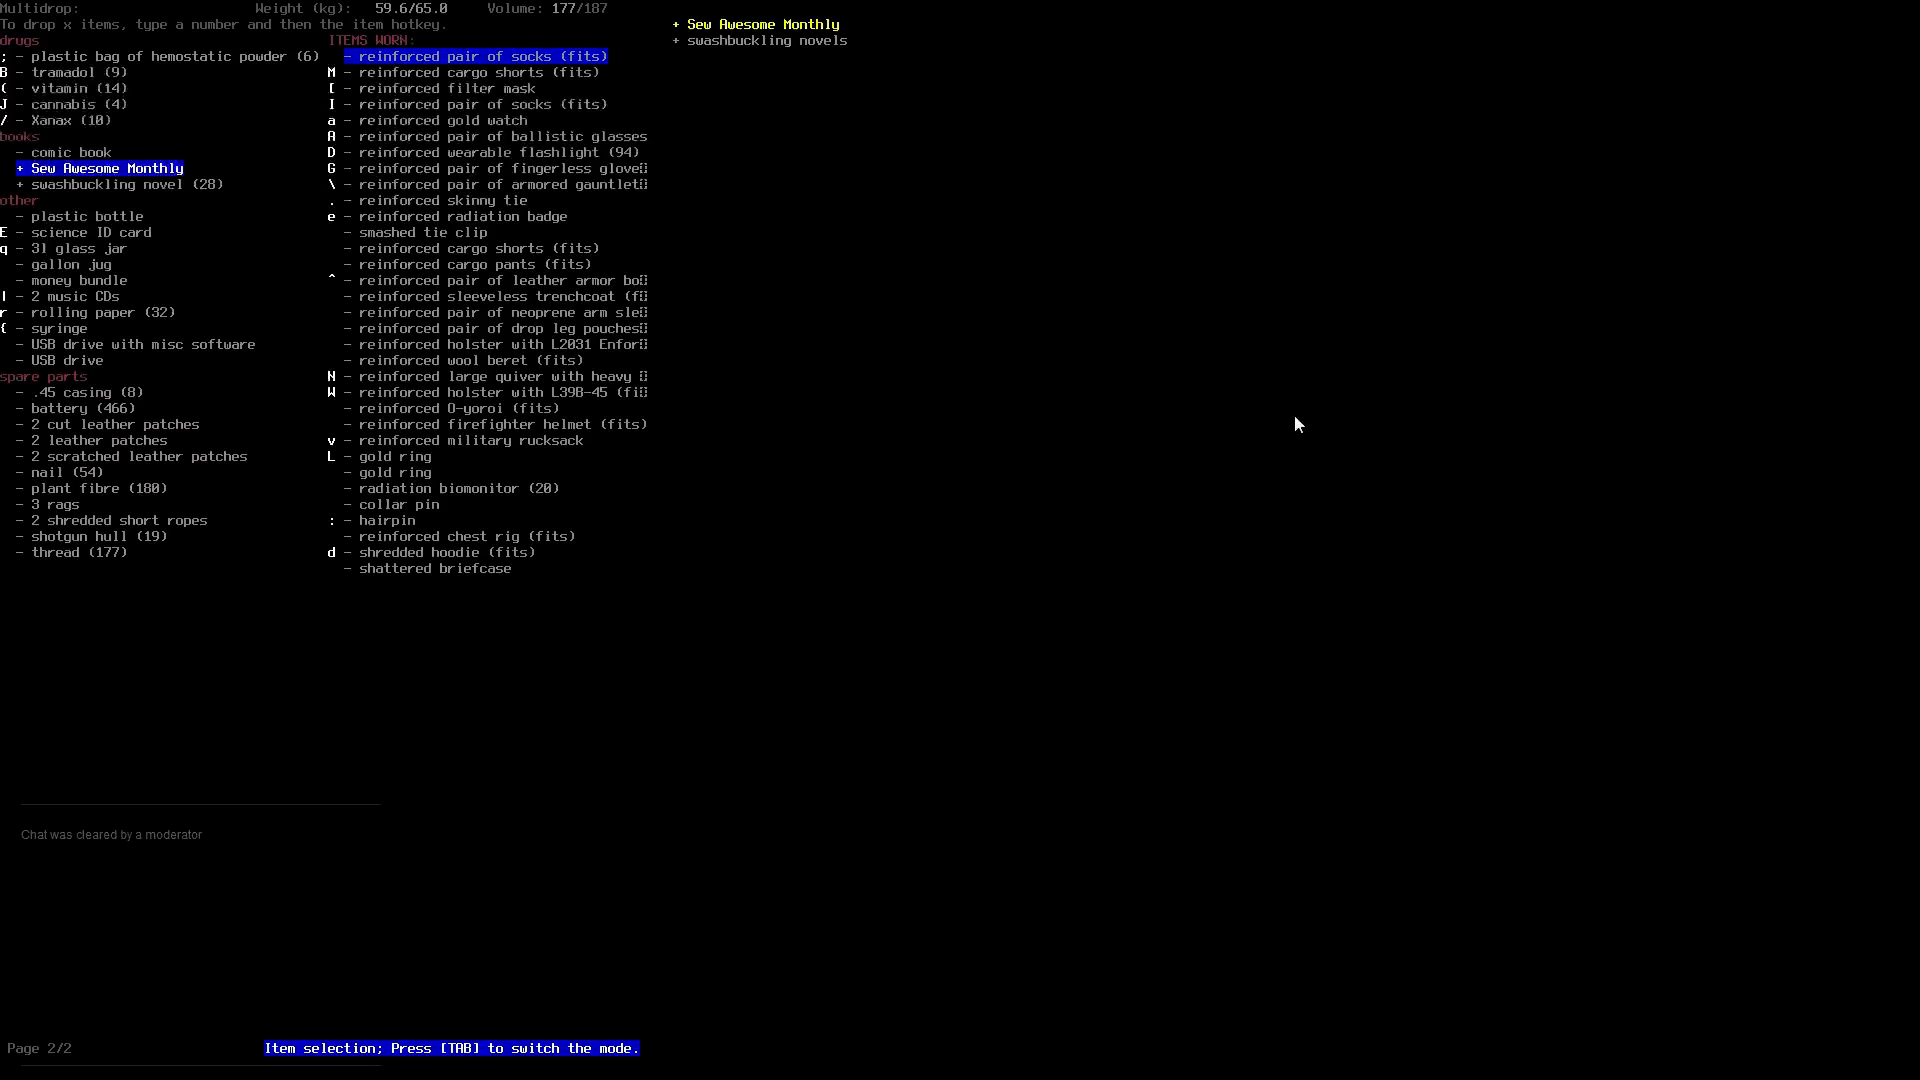 Multidrop: Weight (kg): 59.6/65.0 Volume: 177/187
To drop x items, type a number and then the item hotkey.
drugs
; - plastic bag of hemostatic powder (6)
B - tramadol (9)
( - vitamin (14)
J - cannabis (4)
/ - Xanax (10)
books
- comic book
+ Sew Awesome Monthly
+ swashbuckling novel (28)
other
- plastic bottle
E - science ID card
q - 3l glass jar
- gallon jug
- money bundle
| - 2 music CDs
r - rolling paper (32)
{ - syringe
- USB drive with misc software
- USB drive
spare parts
- .45 casing (8)
- battery (466)
- 2 cut leather patches
- 2 leather patches
- 2 scratched leather patches
- nail (54)
- plant fibre (180)
- 3 rags
- 2 shredded short ropes
- shotgun hull (19)
- thread (177)
ITEMS WORN:
- reinforced pair of socks (fits)
M - reinforced cargo shorts (fits)
[ - reinforced filter mask
I - reinforced pair of socks (fits)
a - reinforced gold watch
A - reinforced pair of ballistic glasses
D - reinforced wearable flashlight (94)
G - reinforced pair of fingerless glove
\ - reinforced pair of armored gauntlet
. - reinforced skinny tie
e - reinforced radiation badge
- smashed tie clip
- reinforced cargo shorts (fits)
- reinforced cargo pants (fits)
^ - reinforced pair of leather armor bo
- reinforced sleeveless trenchcoat (f
- reinforced pair of neoprene arm sle
- reinforced pair of drop leg pouches
- reinforced holster with L2031 Enfor
- reinforced wool beret (fits)
N - reinforced large quiver with heavy
W - reinforced holster with L39B-45 (fi
- reinforced O-yoroi (fits)
- reinforced firefighter helmet (fits)
v - reinforced military rucksack
L - gold ring
- gold ring
- radiation biomonitor (20)
- collar pin
: - hairpin
- reinforced chest rig (fits)
d - shredded hoodie (fits)
- shattered briefcase
+ Sew Awesome Monthly
+ swashbuckling novels
Chat was cleared by a moderator
Page 2/2
Item selection; Press [TAB] to switch the mode.